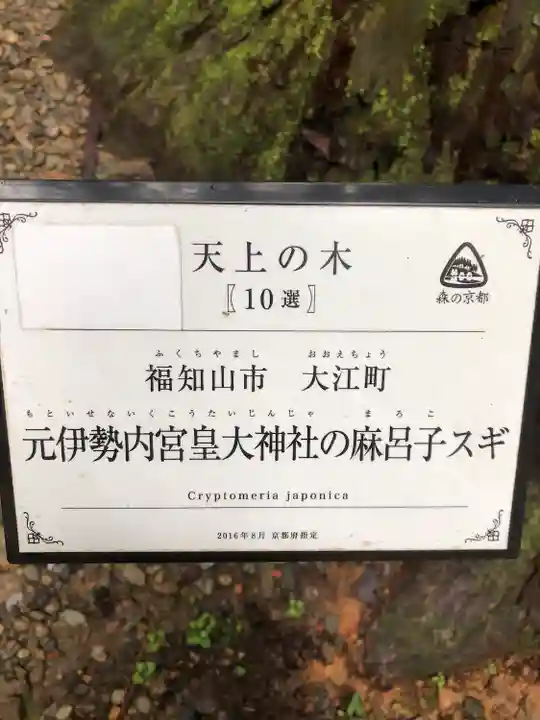 天上の木
〖10選〗
森の京都
ふくちやまし おおえちょう
福知山市 大江町
もといせないくこうたいじんじゃ まろこ
元伊勢内宮皇大神社の麻呂子スギ
Cryptomeria japonica
2016年8月 京都府指定